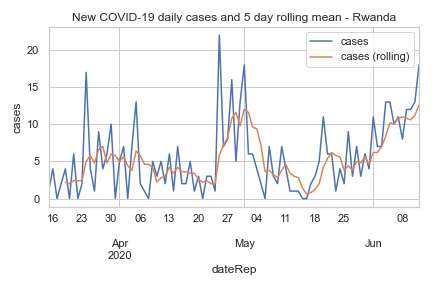 New COVID-19 daily cases and 5 day rolling mean - Rwanda
cases
cases (rolling)
20
15
10
5
0
cases
16 23 30 06 13 20 27 04 11 18 25 08
Apr May Jun
2020
dateRep